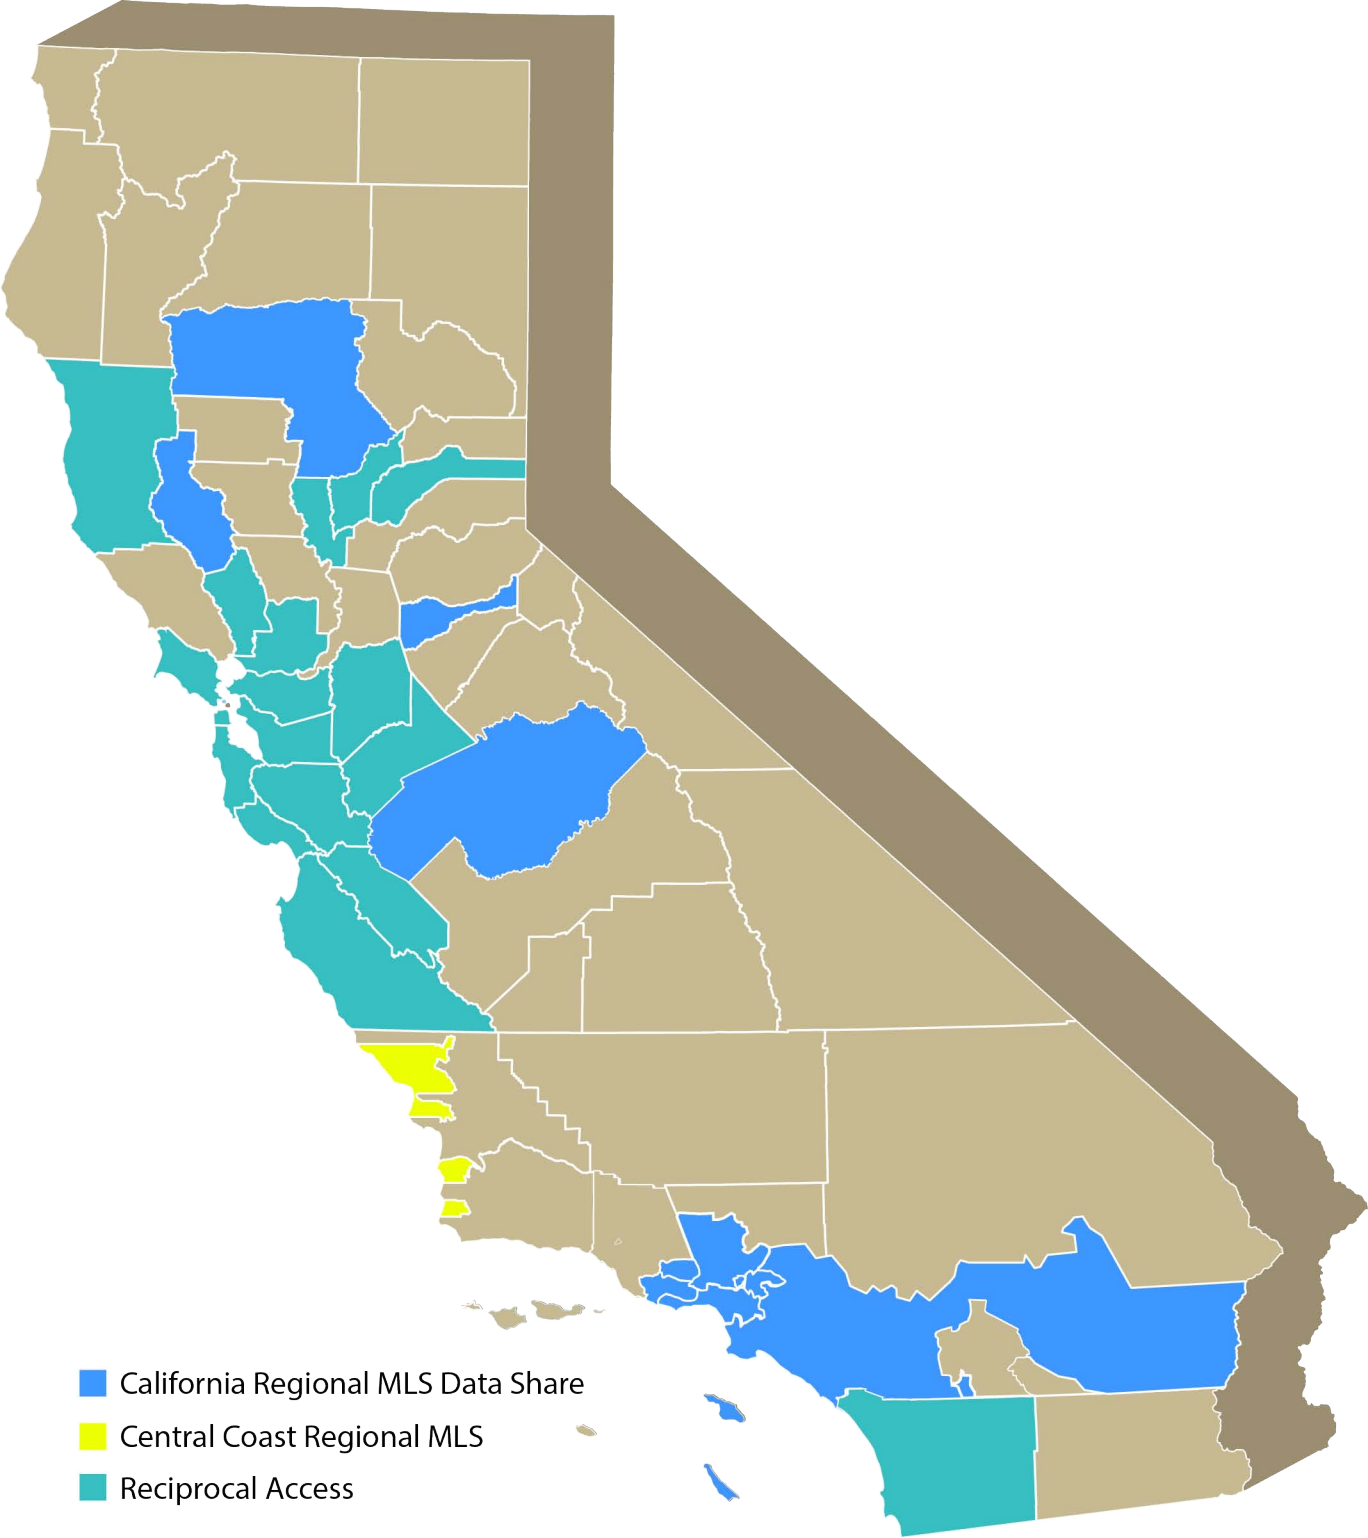 California Regional MLS Data Share
Central Coast Regional MLS
Reciprocal Access